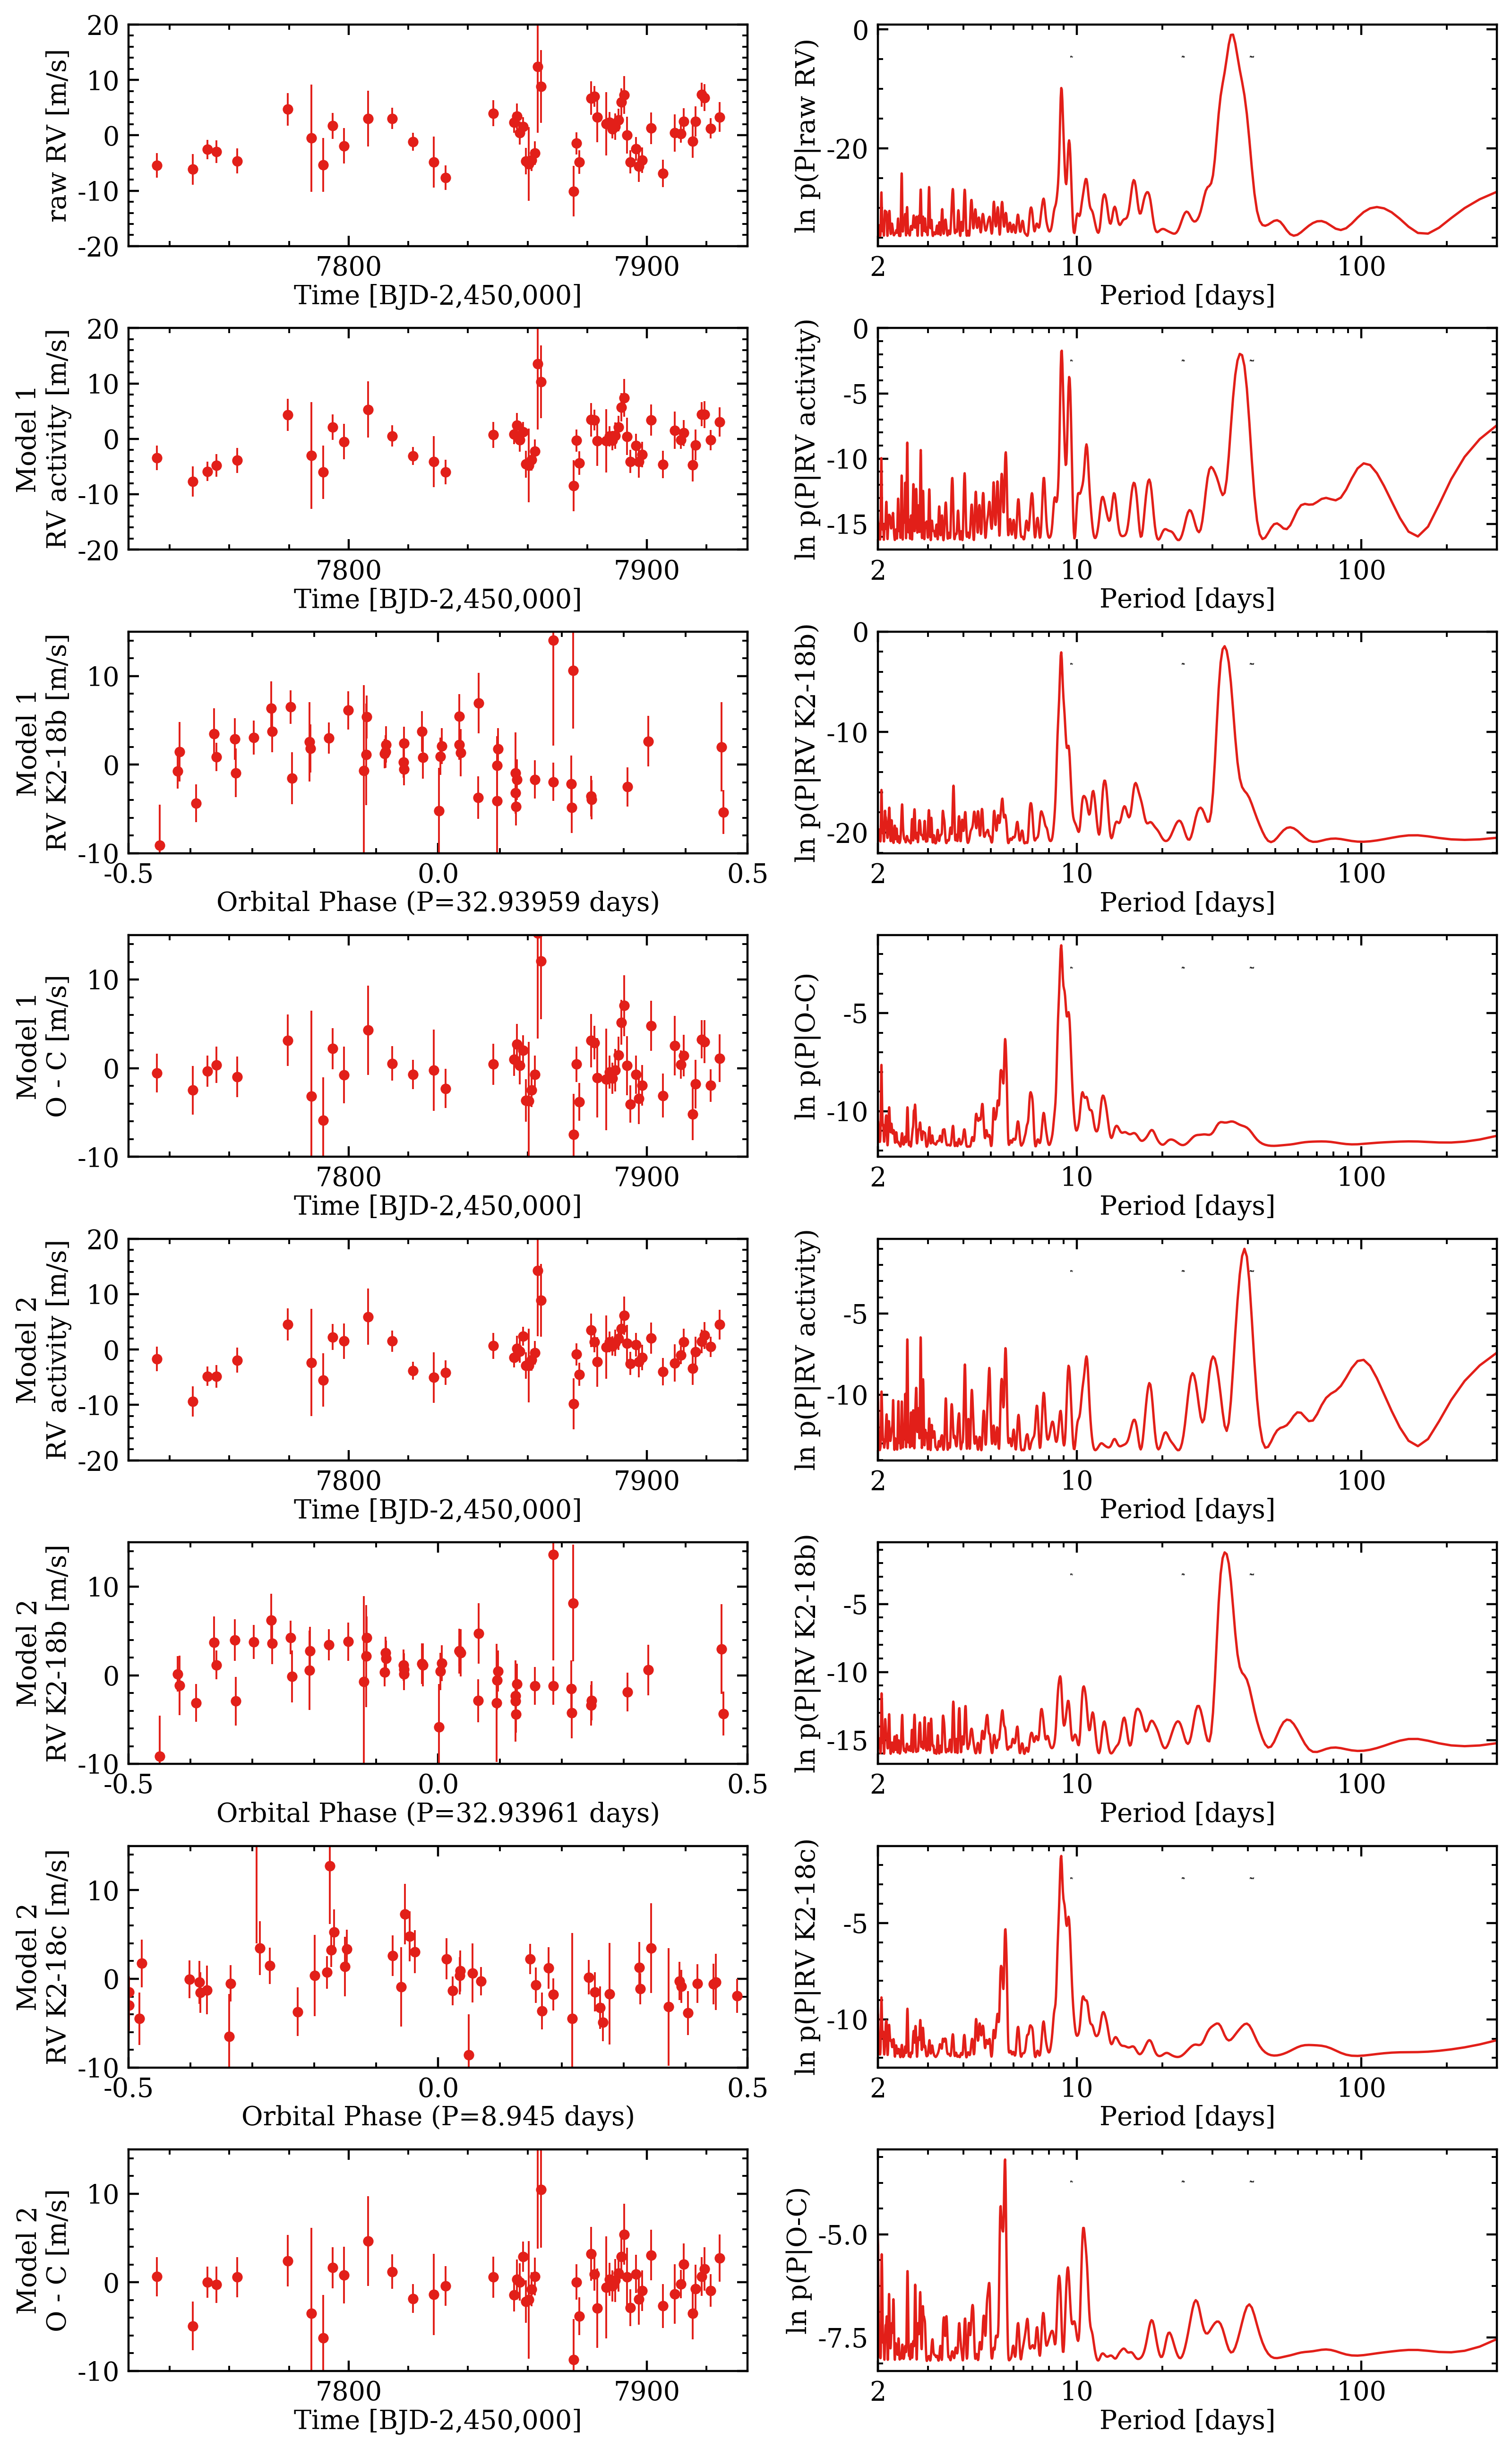 raw RV [m/s]
20
10
0
-10
-20
7800
7900
Time [BJD-2,450,000]
ln p(P|raw RV)
0
-20
2
10
100
Period [days]
Model 1
RV activity [m/s]
20
10
0
-10
-20
7800
7900
Time [BJD-2,450,000]
ln p(P|RV activity)
0
-5
-10
-15
2
10
100
Period [days]
Model 1
RV K2-18b [m/s]
10
0
-10
-0.5
0.0
0.5
Orbital Phase (P=32.93959 days)
ln p(P|RV K2-18b)
0
-10
-20
2
10
100
Period [days]
Model 1
O - C [m/s]
10
0
-10
7800
7900
Time [BJD-2,450,000]
ln p(P|O-C)
-5
-10
2
10
100
Period [days]
Model 2
RV activity [m/s]
20
10
0
-10
-20
7800
7900
Time [BJD-2,450,000]
ln p(P|RV activity)
-5
-10
2
10
100
Period [days]
Model 2
RV K2-18b [m/s]
10
0
-10
-0.5
0.0
0.5
Orbital Phase (P=32.93961 days)
ln p(P|RV K2-18b)
-5
-10
-15
2
10
100
Period [days]
Model 2
RV K2-18c [m/s]
10
0
-10
-0.5
0.0
0.5
Orbital Phase (P=8.945 days)
ln p(P|RV K2-18c)
-5
-10
2
10
100
Period [days]
Model 2
O - C [m/s]
10
0
-10
7800
7900
Time [BJD-2,450,000]
ln p(P|O-C)
-5.0
-7.5
2
10
100
Period [days]